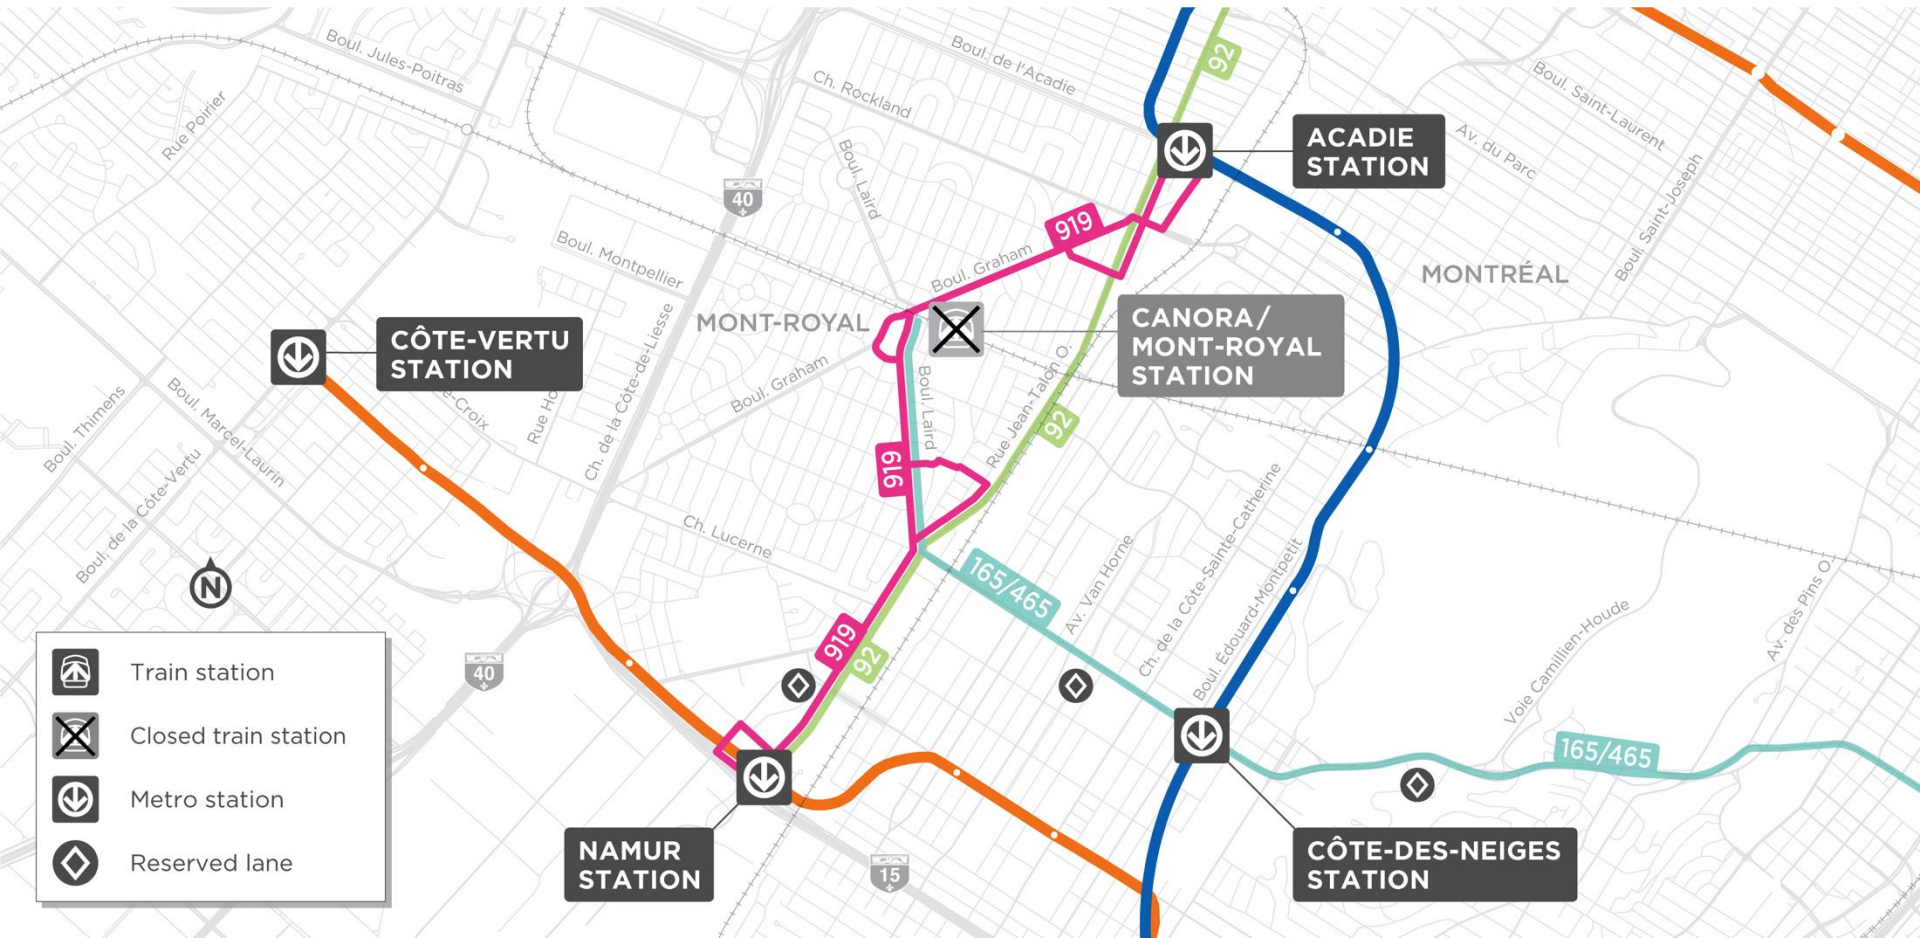 Boul. Jules-Poitras
Rue Poirier
Boul. de l'Acadie
Ch. Rockland
92
Boul. Saint-Laurent
Av. du Parc
Boul. Saint-Joseph
ACADIE
STATION
40
Boul. Laird
919
Boul. Montpellier
Boul. Graham
MONTRÉAL
MONT-ROYAL
CANORA/
MONT-ROYAL
STATION
CÔTE-VERTU
STATION
Ch. de la Côte-de-Liesse
Boul. Graham
Boul. Laird
Rue Jean-Talon O.
92
Boul. Thimens
Boul. Marcel-Laurin
e-Croix
Rue Ho
Boul. de la Côte-Vertu
919
Ch. Lucerne
165/465
Av. Van Horne
Ch. de la Côte-Sainte-Catherine
Boul. Édouard-Montpetit
Voie Camillien-Houde
Av. des Pins O.
N
919
92
40
165/465
Train station
Closed train station
Metro station
Reserved lane
NAMUR
STATION
15
CÔTE-DES-NEIGES
STATION